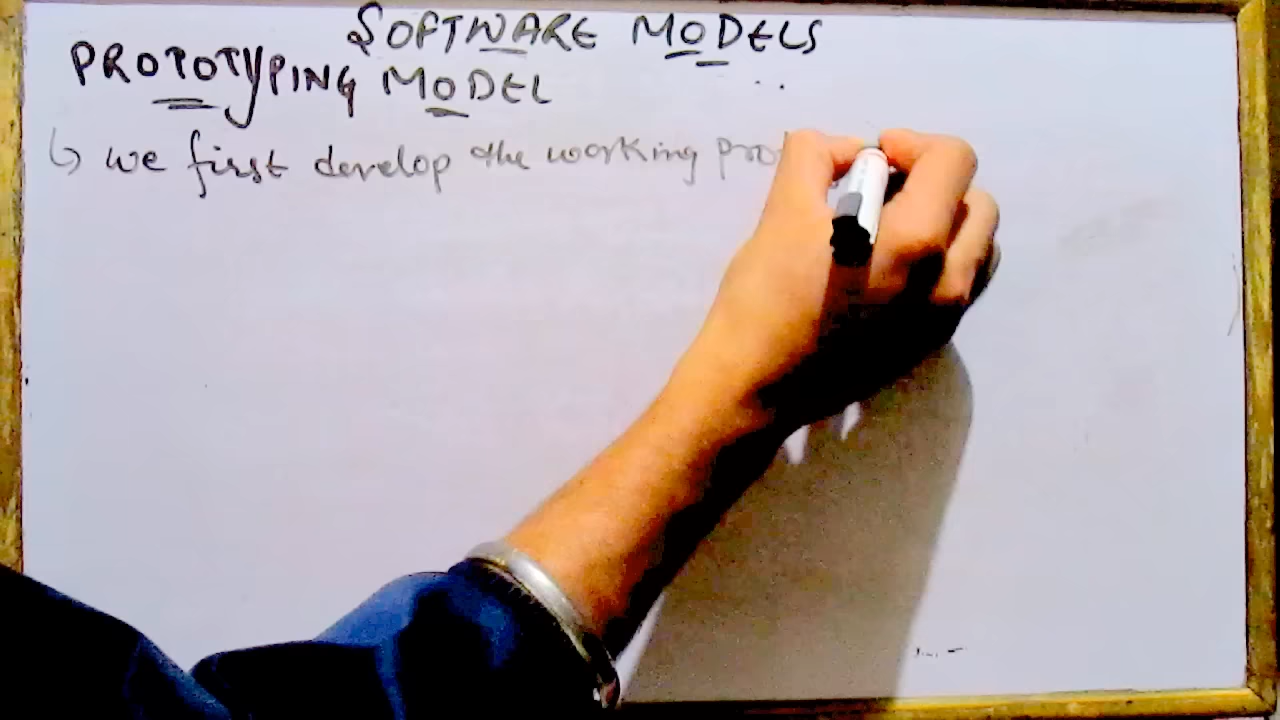 SOFTWARE MODELS
PROTOTYPING MODEL
↳ we first develop the working